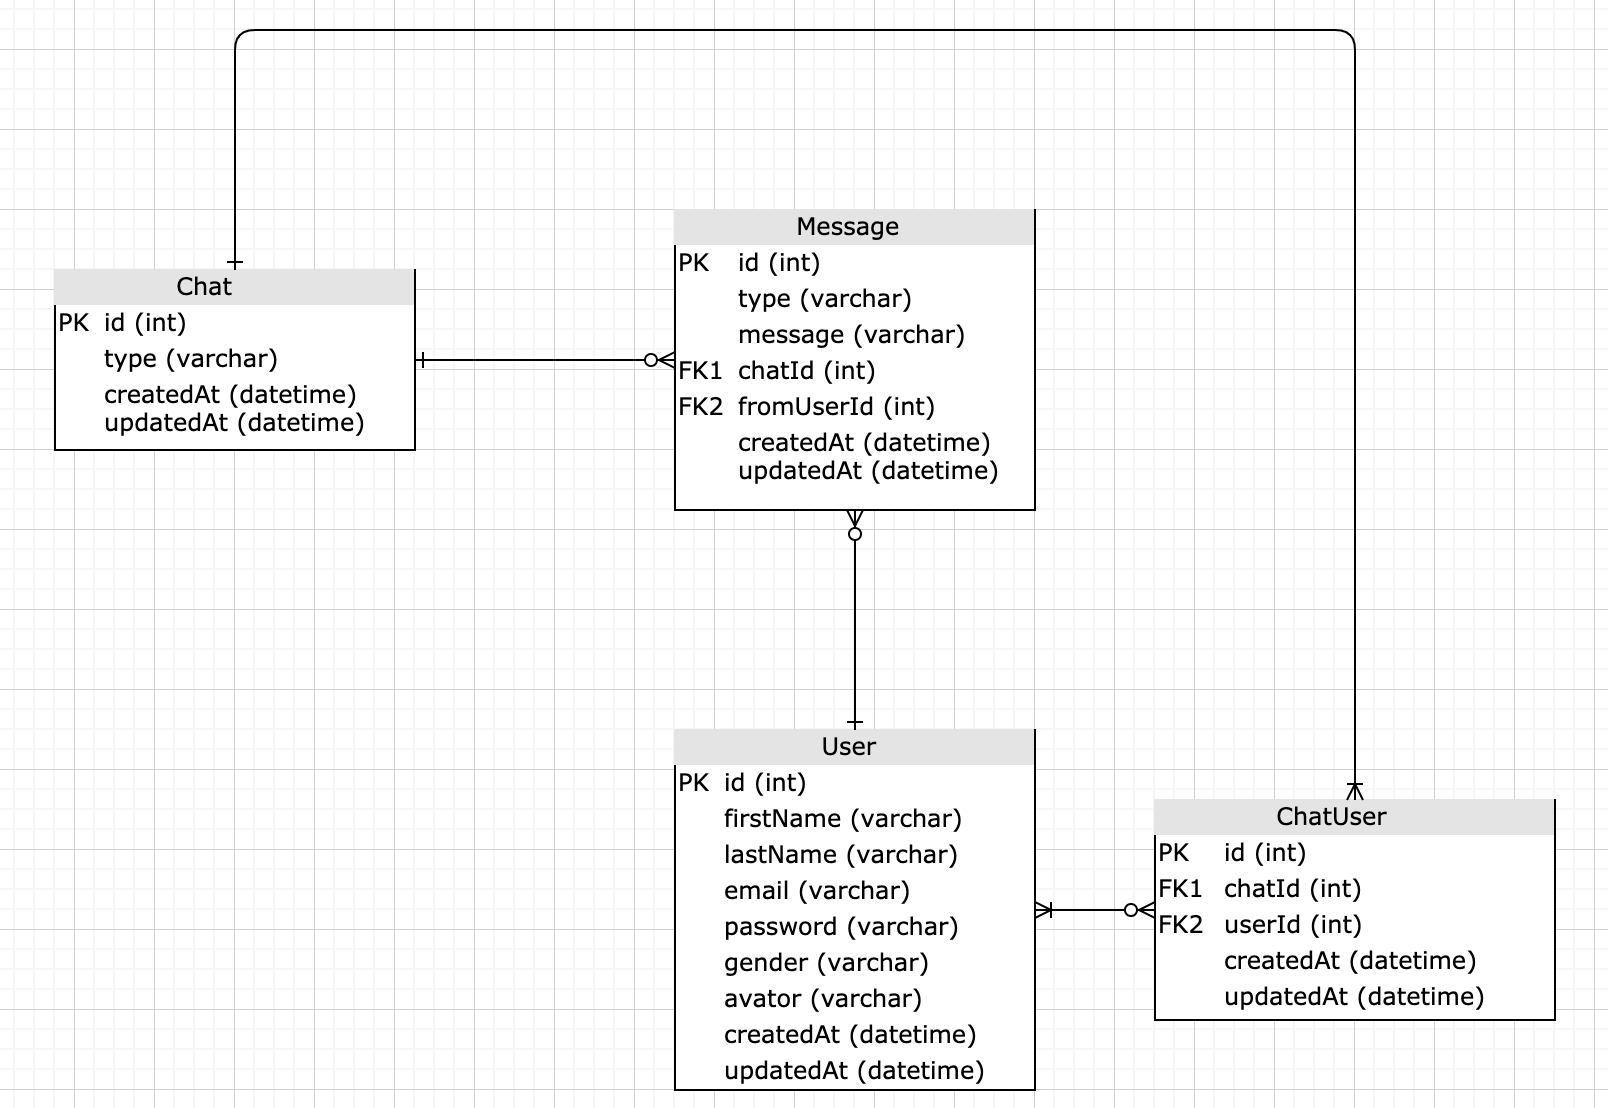 Message
PK id (int)
type (varchar)
message (varchar)
FK1 chatId (int)
FK2 fromUserId (int)
createdAt (datetime)
updatedAt (datetime)
Chat
PK id (int)
type (varchar)
createdAt (datetime)
updatedAt (datetime)
User
PK id (int)
firstName (varchar)
lastName (varchar)
email (varchar)
password (varchar)
gender (varchar)
avator (varchar)
createdAt (datetime)
updatedAt (datetime)
ChatUser
PK id (int)
FK1 chatId (int)
FK2 userId (int)
createdAt (datetime)
updatedAt (datetime)